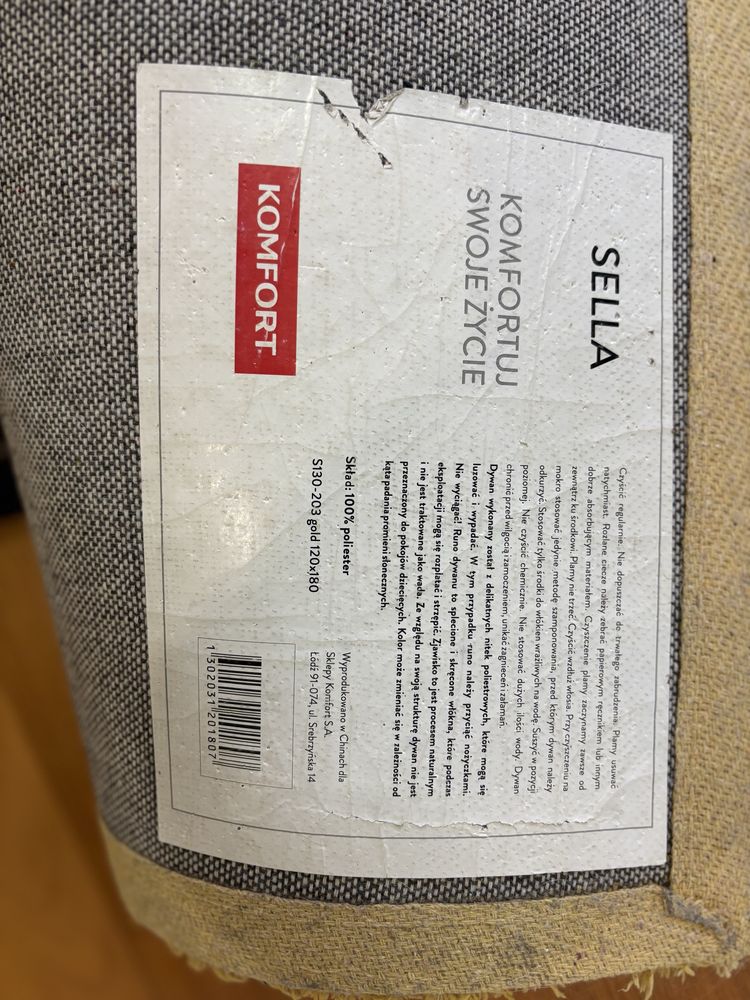 SELLA
KOMFORTUJ
SWOJE ŻYCIE
KOMFORT
Czyścić regularnie. Nie dopuszczać do trwałego zabrudzenia. Plamy usuwać
natychmiast. Rozlane ciecze należy zebrać papierowym ręcznikiem lub innym
dobrze absorbującym materiałem. Czyszczenie plamy zaczynamy zawsze od
zewnątrz ku środkowi. Plamy nie trzeć. Czyścić wzdłuż włosia. Przy czyszczeniu na
mokro stosować jedynie metodę szamponowania, przed którym dywan należy
odkurzyć. Stosować tylko środki do włókien wrażliwych na wodę. Suszyć w pozycji
poziomej. Nie czyścić chemicznie. Nie stosować dużych ilości wody. Dywan
chronić przed wilgocią i zamoczeniem, unikać zagnieceń i załamań.
Dywan wykonany został z delikatnych nitek poliestrowych, które mogą się
luzować i wypadać. W tym przypadku runo należy przyciąć nożyczkami.
Nie wyciągać! Runo dywanu to splecione i skręcone włókna, które podczas
eksploatacji mogą się rozplatać i strzępić. Zjawisko to jest procesem naturalnym
i nie jest traktowane jako wada. Ze względu na swoją strukturę dywan nie jest
przeznaczony do pokojów dziecięcych. Kolor może zmieniać się w zależności od
kąta padania promieni słonecznych.
Skład: 100% poliester
S130-203 gold 120x180
Wyprodukowano w Chinach dla
Sklepy Komfort S.A.
Łódź 91-074, ul. Srebrzyńska 14
1302031201807